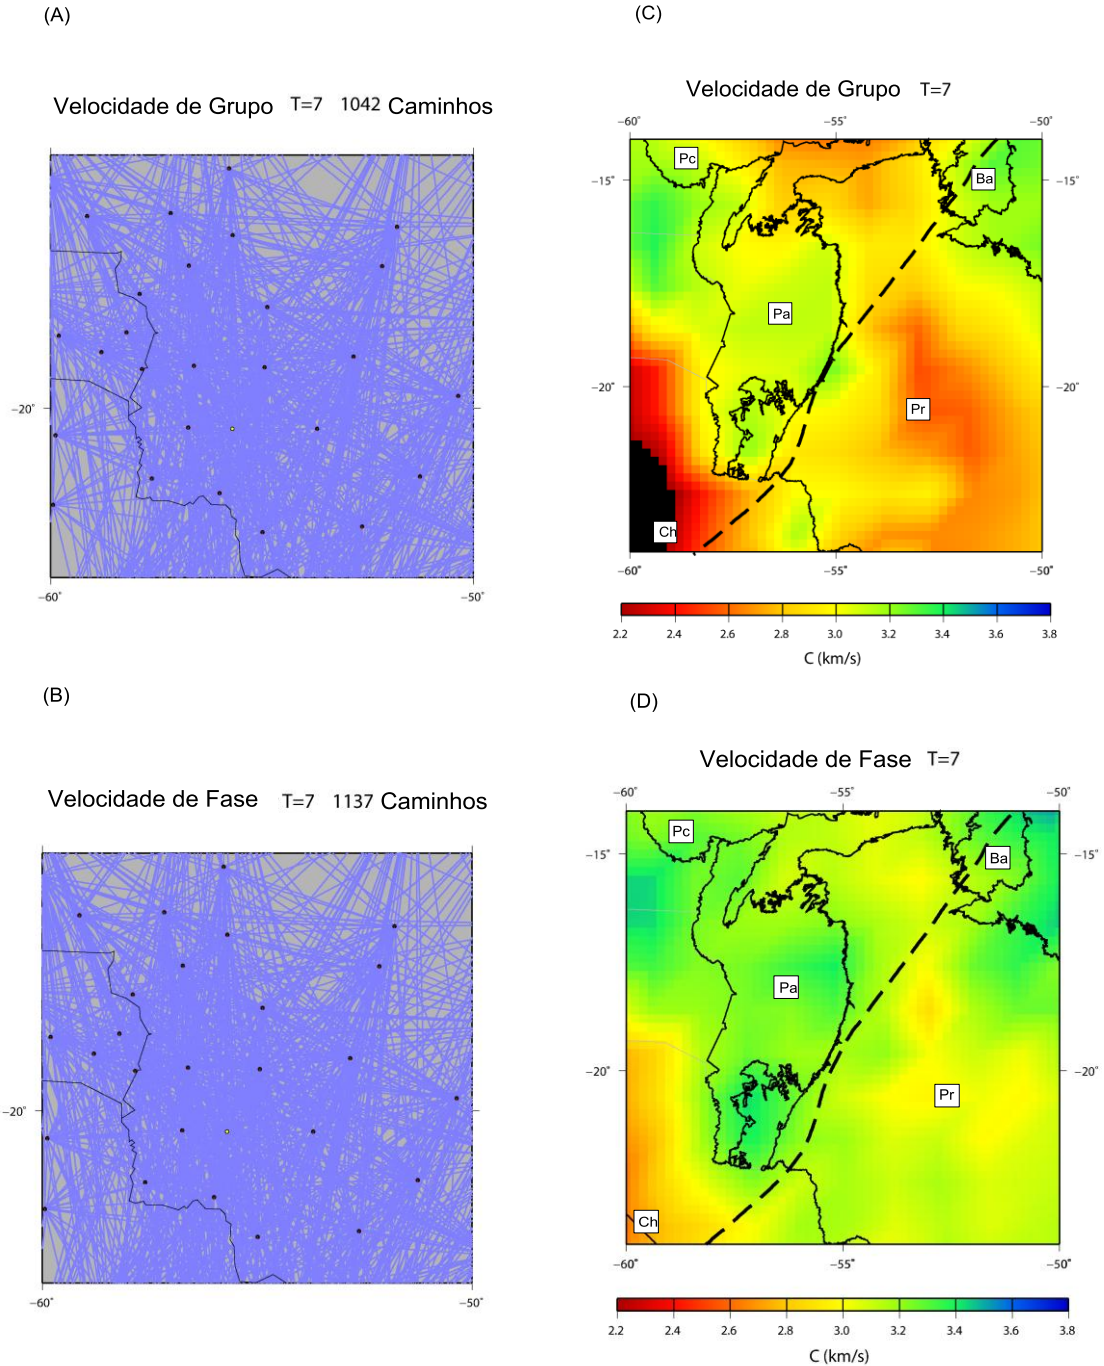 (A)
Velocidade de Grupo T=7 1042 Caminhos
-20°
-60°
-50°
(C)
Velocidade de Grupo T=7
-60°
-55°
-50°
-15°
-15°
-20°
-20°
Pc
Ba
Pa
Pr
Ch
-60°
-55°
-50°
2.2 2.4 2.6 2.8 3.0 3.2 3.4 3.6 3.8
C (km/s)
(B)
Velocidade de Fase T=7 1137 Caminhos
-20°
-60°
-50°
(D)
Velocidade de Fase T=7
-60°
-55°
-50°
-15°
-15°
-20°
-20°
Pc
Ba
Pa
Pr
Ch
-60°
-55°
-50°
2.2 2.4 2.6 2.8 3.0 3.2 3.4 3.6 3.8
C (km/s)